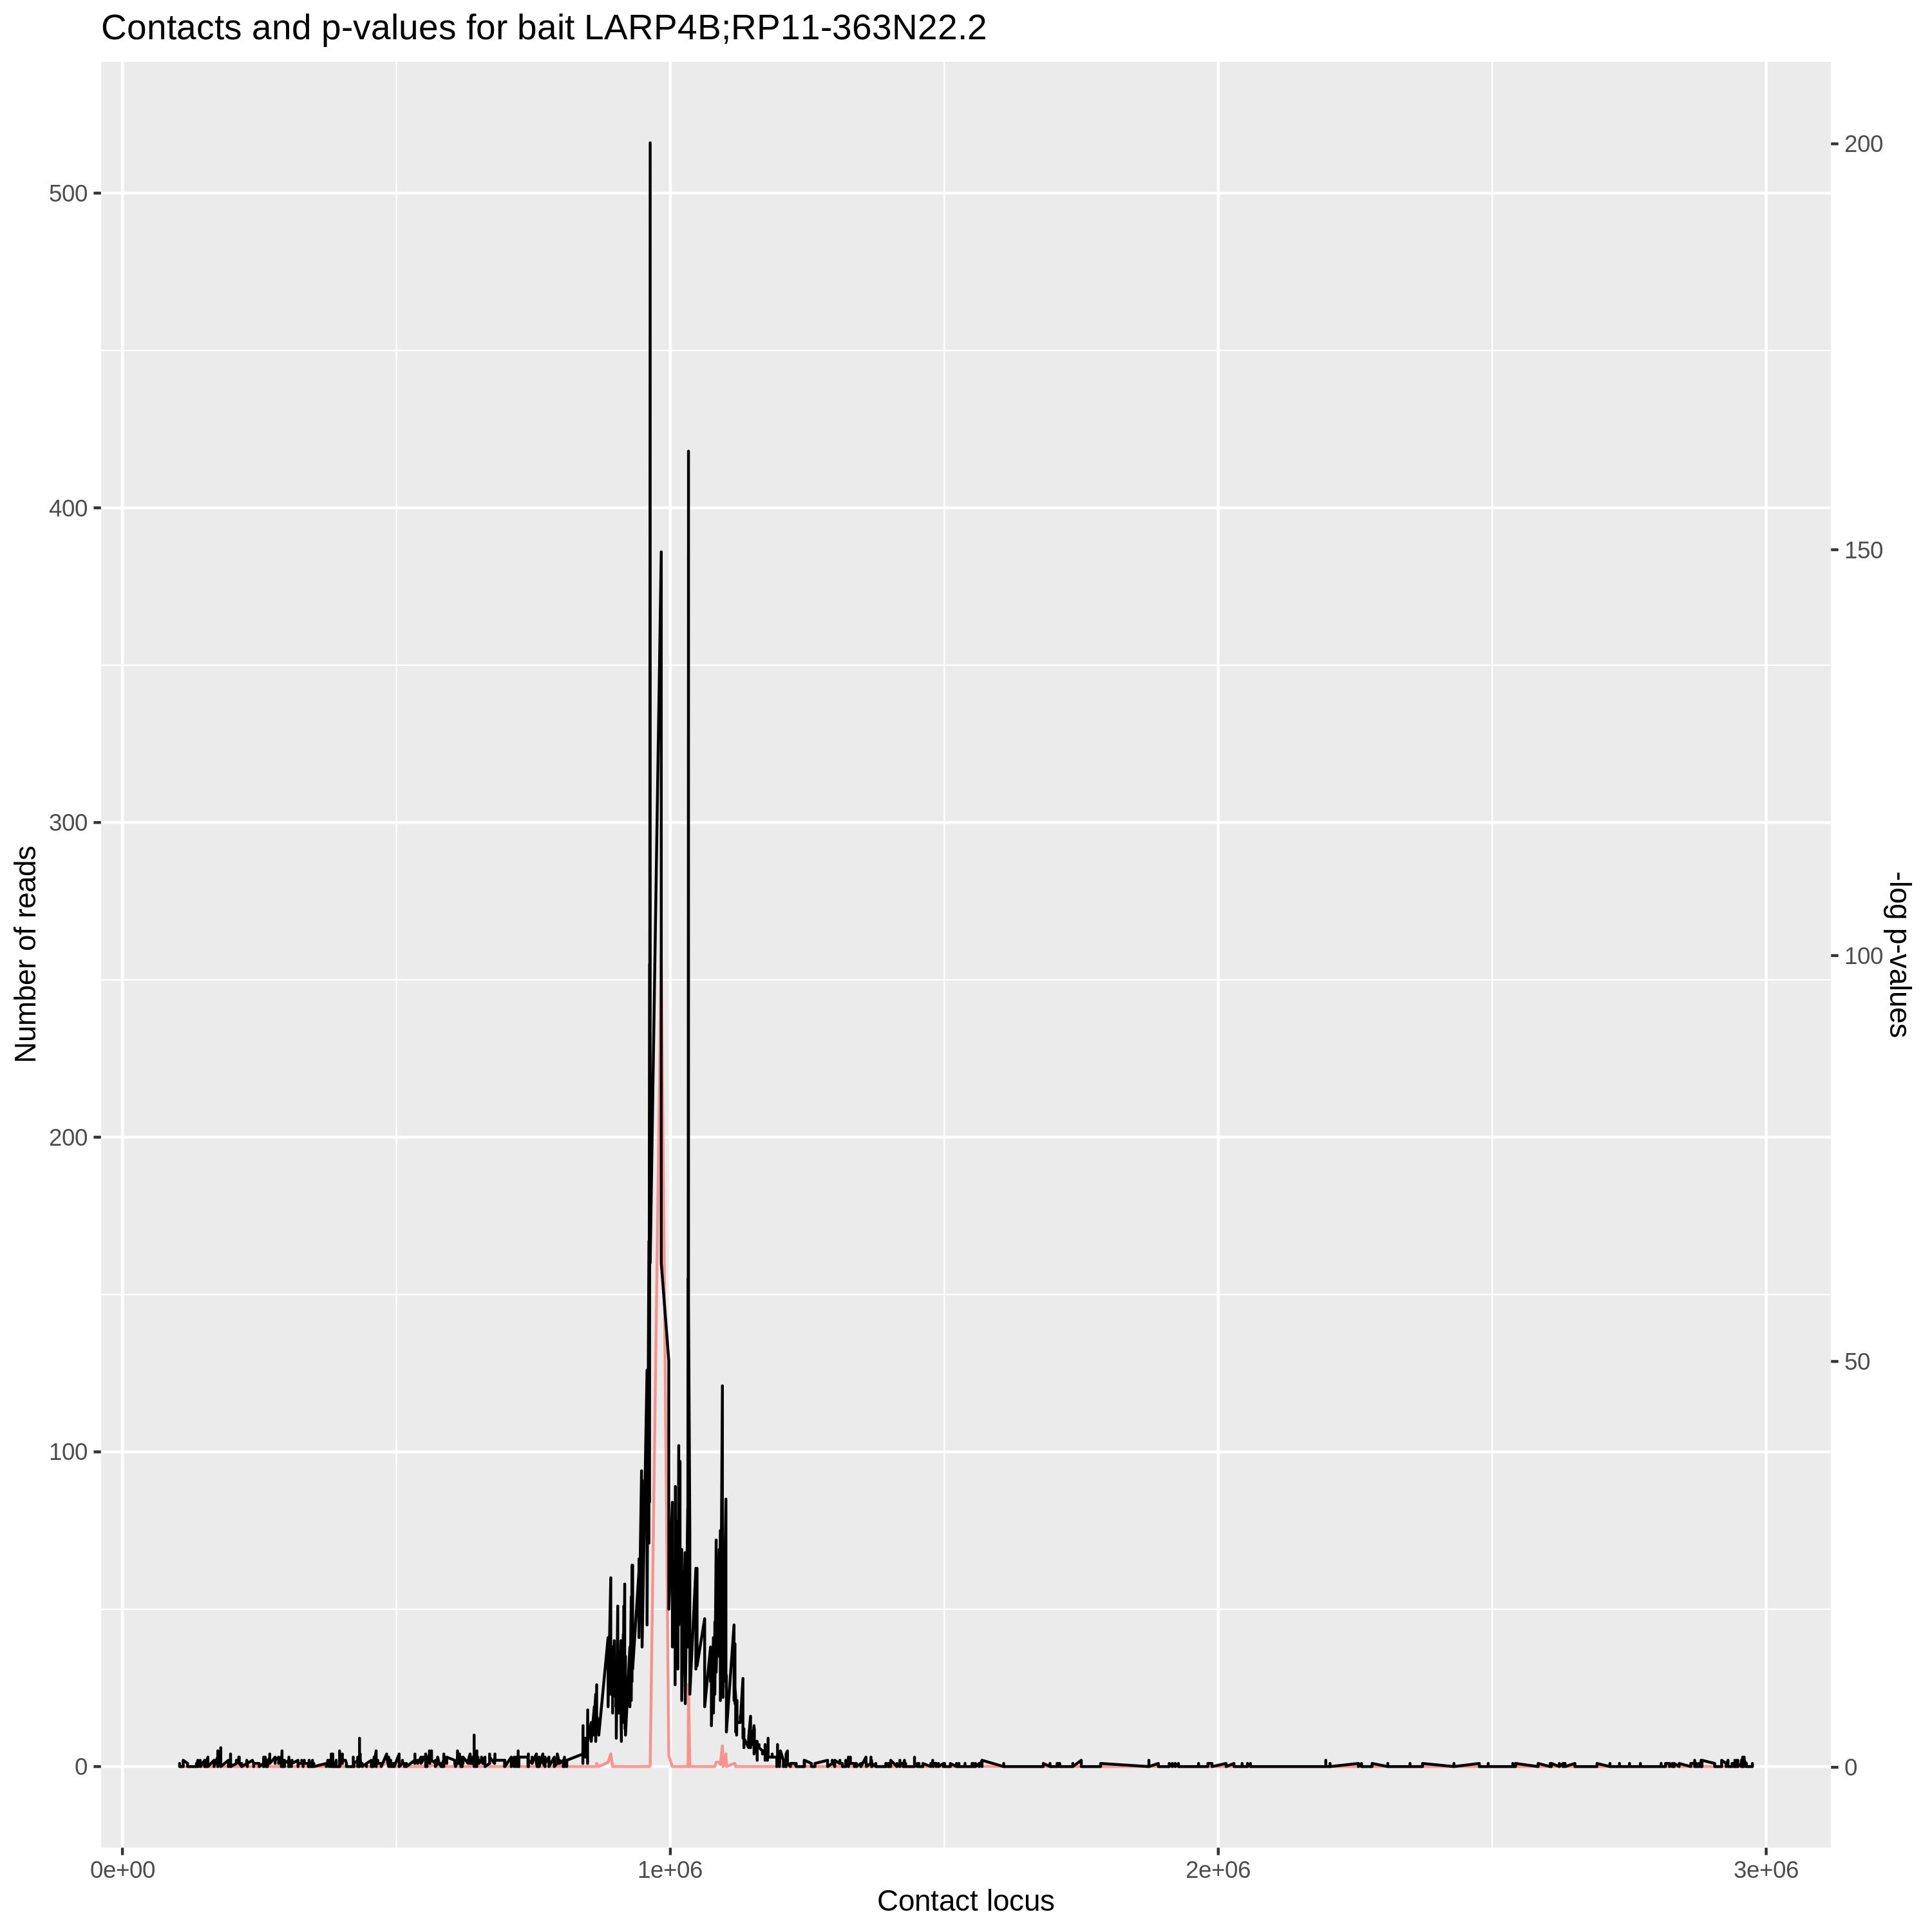 Contacts and p-values for bait LARP4B;RP11-363N22.2
Number of reads
500
400
300
200
100
0
200
150
100
50
0
-log p-values
0e+00 1e+06 2e+06 3e+06
Contact locus